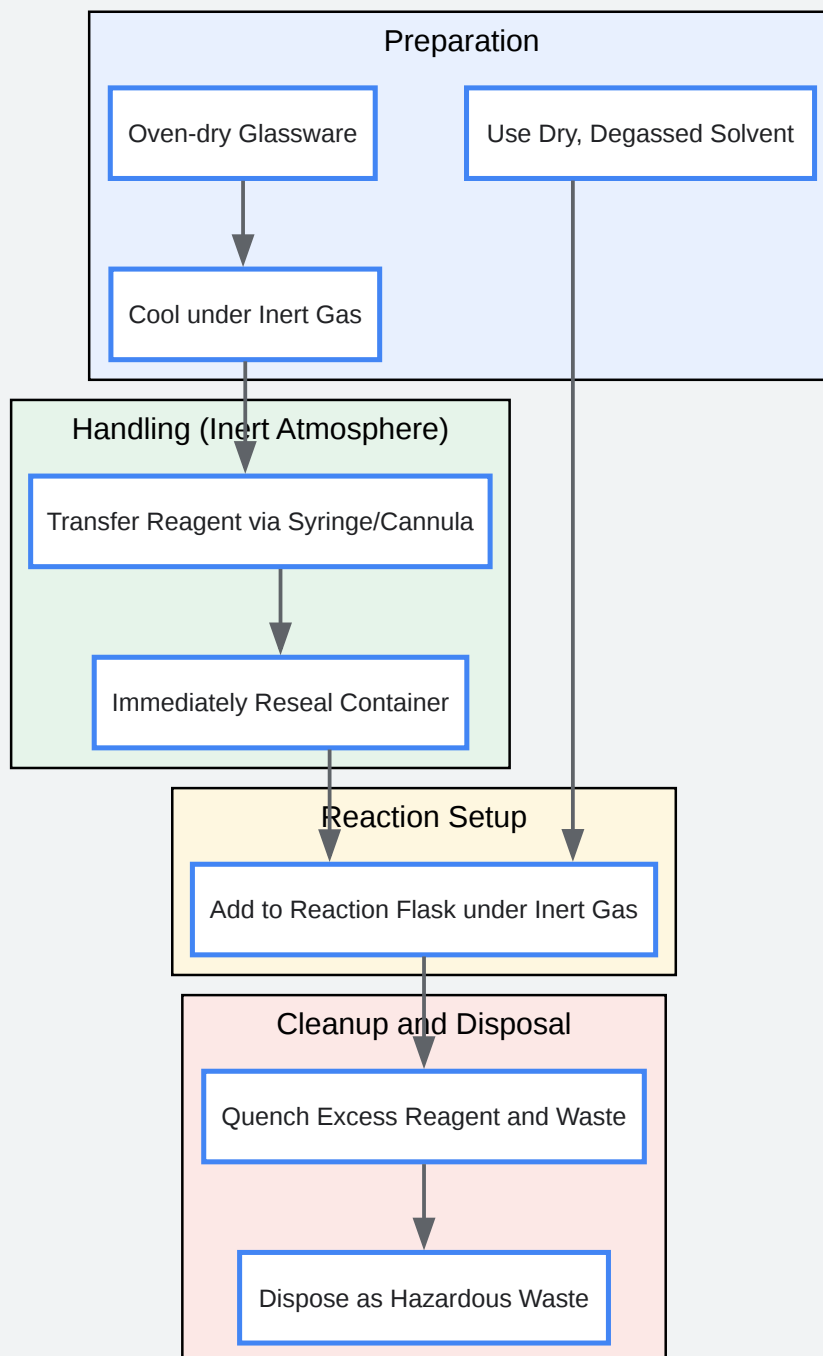 Preparation
Oven-dry Glassware
Use Dry, Degassed Solvent
Cool under Inert Gas
Handling (Inert Atmosphere)
Transfer Reagent via Syringe/Cannula
Immediately Reseal Container
Reaction Setup
Add to Reaction Flask under Inert Gas
Cleanup and Disposal
Quench Excess Reagent and Waste
Dispose as Hazardous Waste